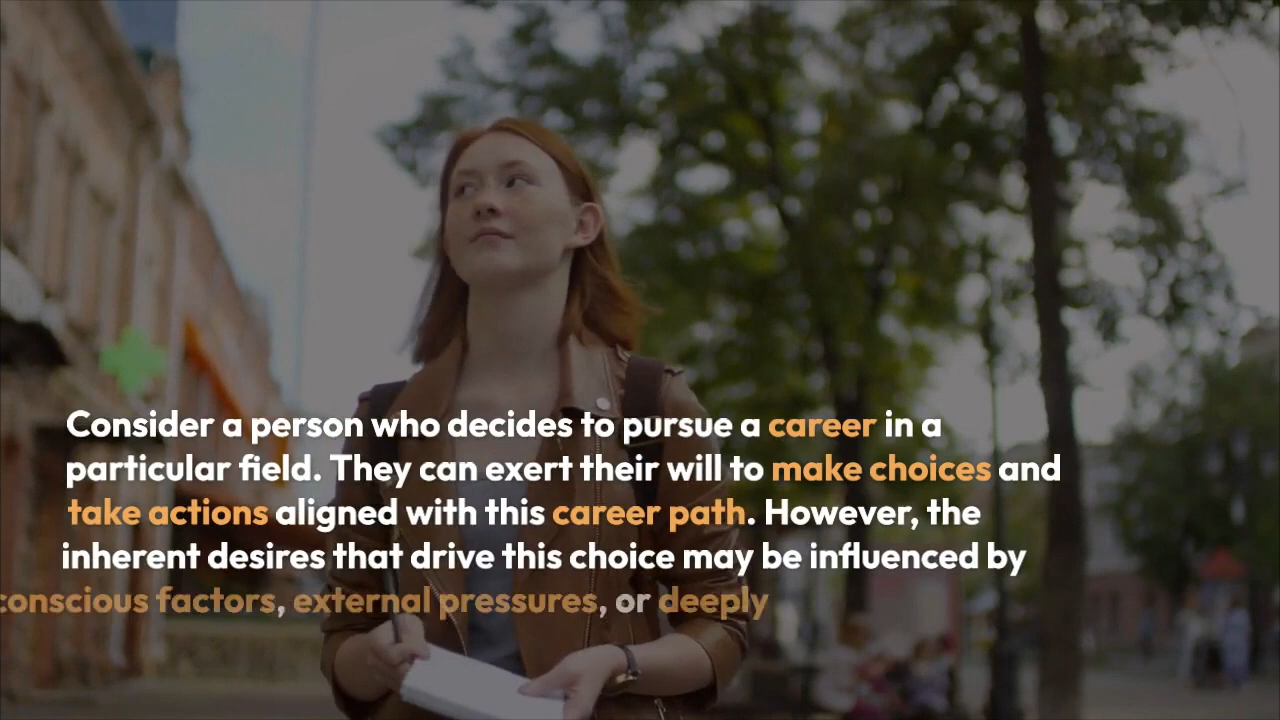 Consider a person who decides to pursue a career in a
particular field. They can exert their will to make choices and
take actions aligned with this career path. However, the
inherent desires that drive this choice may be influenced by
conscious factors, external pressures, or deeply